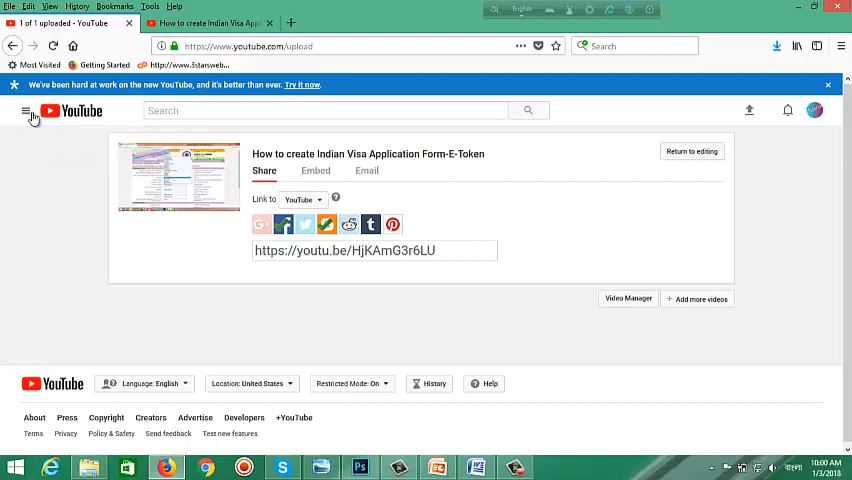 File Edit View History Bookmarks Tools Help
English
1 of 1 uploaded - YouTube
How to create Indian Visa Appl
https://www.youtube.com/upload
Search
Most Visited
Getting Started
http://www.3starsweb...
We've been hard at work on the new YouTube, and it's better than ever. Try it now.
YouTube
Search
How to create Indian Visa Application Form-E-Token
Return to editing
Share Embed Email
Link to YouTube
https://youtu.be/HjKAmG3r6LU
Video Manager
+ Add more videos
YouTube
Language: English
Location: United States
Restricted Mode: On
History
Help
About Press Copyright Creators Advertise Developers +YouTube
Terms Privacy Policy & Safety Send feedback Test new features
বাংলা
10:00 AM
1/3/2018